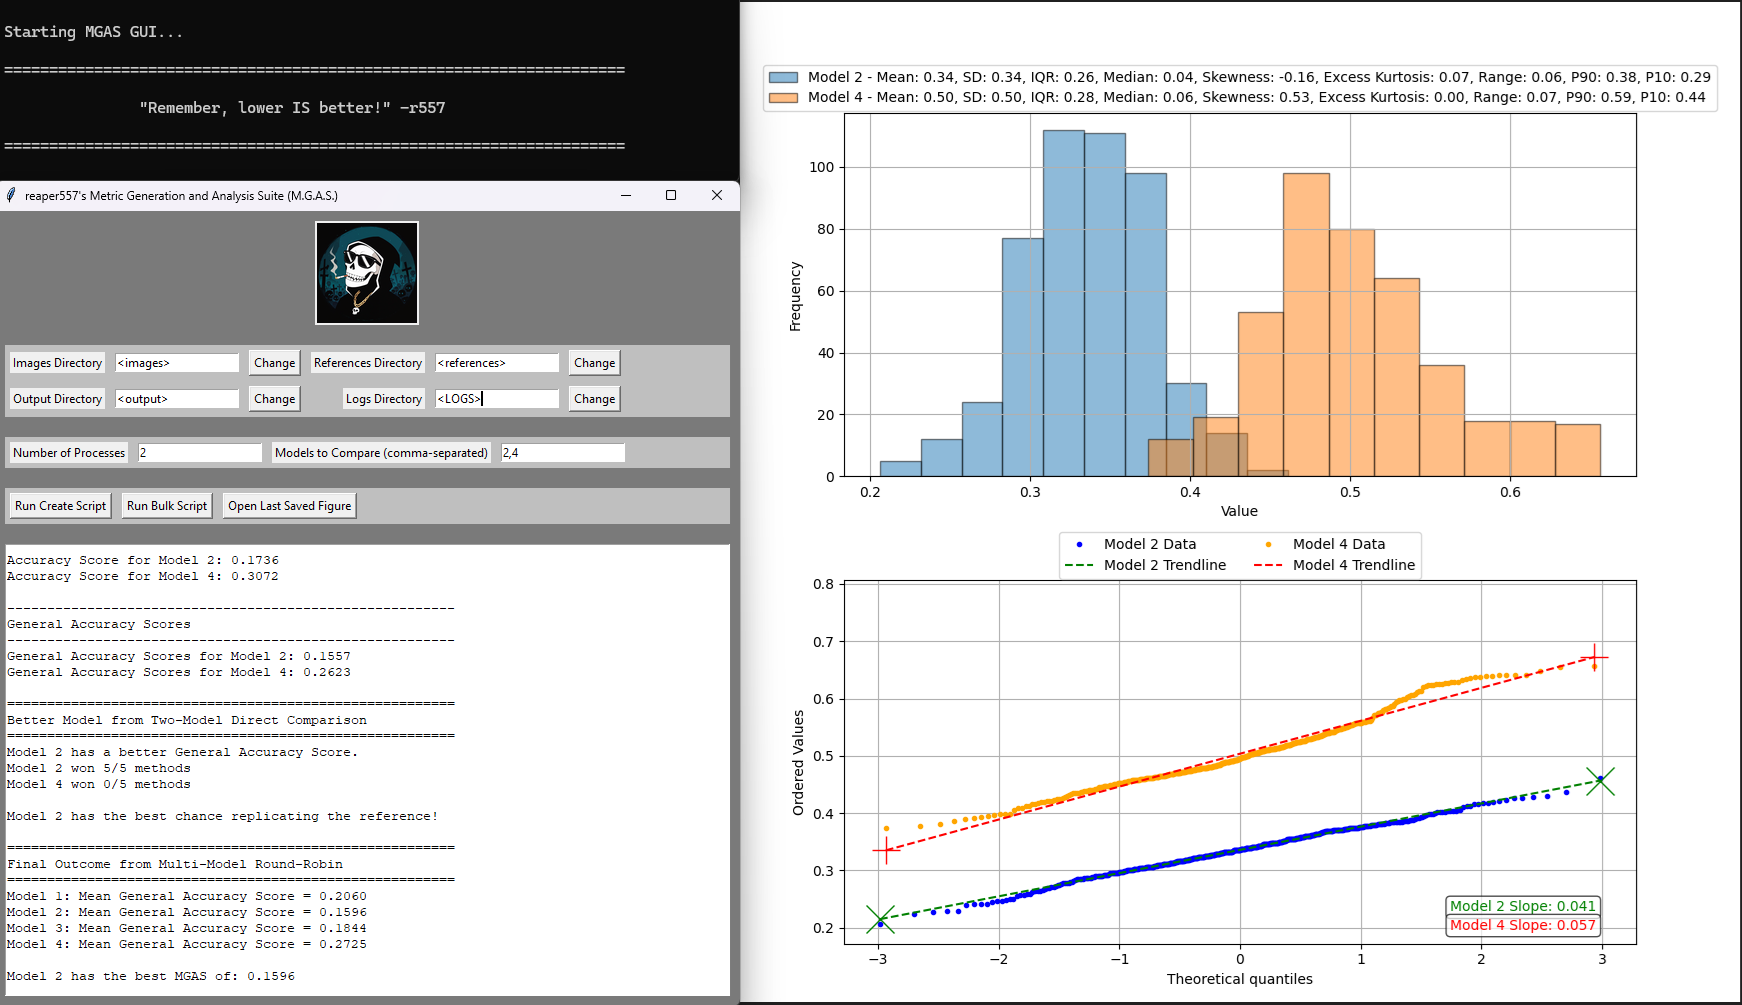 Starting MGAS GUI...
================================================================
"Remember, lower IS better!" -r557
================================================================
reaper557's Metric Generation and Analysis Suite (M.G.A.S.)
Images Directory <images> Change References Directory <references> Change
Output Directory <output> Change Logs Directory <LOGS> Change
Number of Processes 2 Models to Compare (comma-separated) 2,4
Run Create Script Run Bulk Script Open Last Saved Figure
Accuracy Score for Model 2: 0.1736
Accuracy Score for Model 4: 0.3072
--------------------------------------------------------
General Accuracy Scores
--------------------------------------------------------
General Accuracy Scores for Model 2: 0.1557
General Accuracy Scores for Model 4: 0.2623
========================================================
Better Model from Two-Model Direct Comparison
========================================================
Model 2 has a better General Accuracy Score.
Model 2 won 5/5 methods
Model 4 won 0/5 methods
Model 2 has the best chance replicating the reference!
========================================================
Final Outcome from Multi-Model Round-Robin
========================================================
Model 1: Mean General Accuracy Score = 0.2060
Model 2: Mean General Accuracy Score = 0.1596
Model 3: Mean General Accuracy Score = 0.1844
Model 4: Mean General Accuracy Score = 0.2725
Model 2 has the best MGAS of: 0.1596
Model 2 - Mean: 0.34, SD: 0.34, IQR: 0.26, Median: 0.04, Skewness: -0.16, Excess Kurtosis: 0.07, Range: 0.06, P90: 0.38, P10: 0.29
Model 4 - Mean: 0.50, SD: 0.50, IQR: 0.28, Median: 0.06, Skewness: 0.53, Excess Kurtosis: 0.00, Range: 0.07, P90: 0.59, P10: 0.44
Frequency
100
80
60
40
20
0
0.2 0.3 0.4 0.5 0.6
Value
Model 2 Data Model 4 Data
Model 2 Trendline Model 4 Trendline
Ordered Values
0.8
0.7
0.6
0.5
0.4
0.3
0.2
Model 2 Slope: 0.041
Model 4 Slope: 0.057
−3 −2 −1 0 1 2 3
Theoretical quantiles